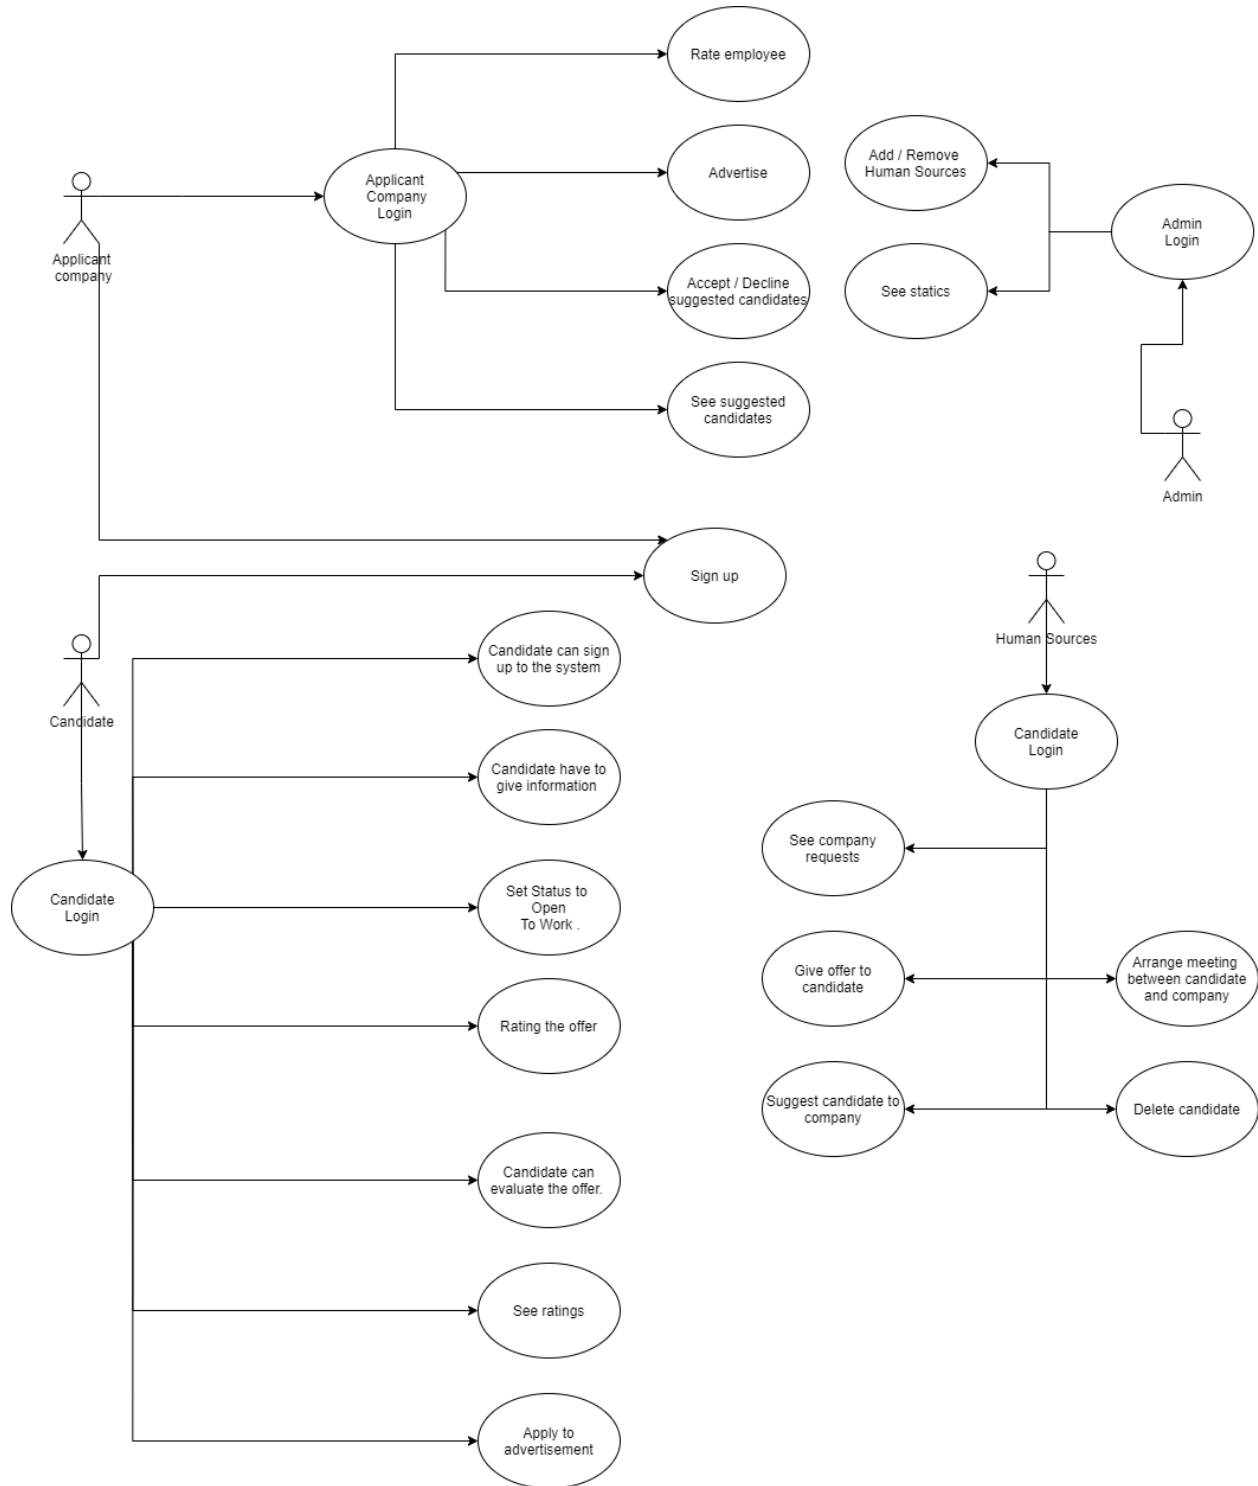 Rate employee
Applicant
Company
Login
Advertise
Accept / Decline
suggested candidates
See suggested
candidates
Applicant
company
Add / Remove
Human Sources
See statics
Admin
Login
Admin
Sign up
Candidate
Candidate can sign
up to the system
Candidate have to
give information
Candidate
Login
Set Status to
Open
To Work .
Rating the offer
Candidate can
evaluate the offer.
See ratings
Apply to
advertisement
Human Sources
Candidate
Login
See company
requests
Give offer to
candidate
Arrange meeting
between candidate
and company
Suggest candidate to
company
Delete candidate